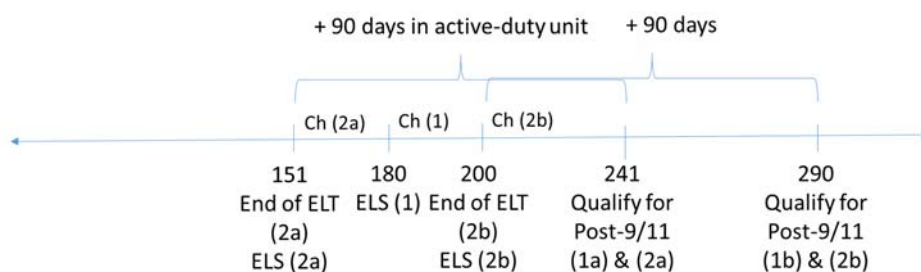 + 90 days in active-duty unit + 90 days
Ch (2a) Ch (1) Ch (2b)
151 180 200 241 290
End of ELT ELS (1) End of ELT Qualify for Qualify for
(2a) (2b) Post-9/11 Post-9/11
ELS (2a) ELS (2b) (1a) & (2a) (1b) & (2b)